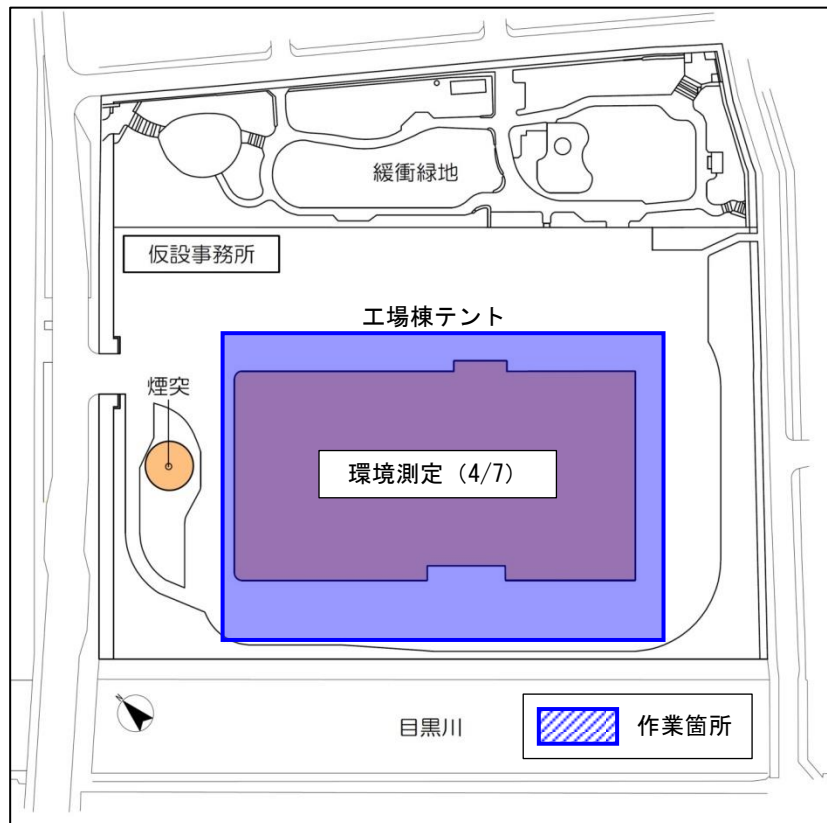 緩衝緑地
仮設事務所
工場棟テント
煙突
環境測定（4/7）
N
目黒川
作業箇所